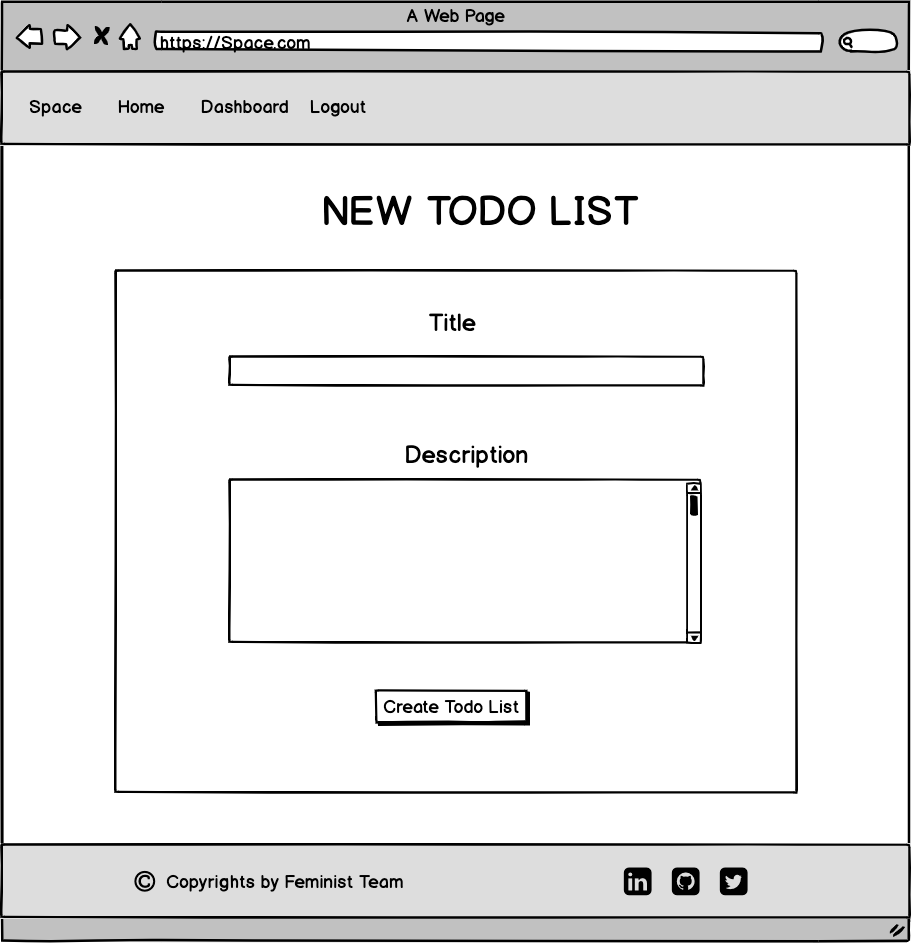 A Web Page
https://Space.com
Space Home Dashboard Logout
NEW TODO LIST
Title
Description
Create Todo List
© Copyrights by Feminist Team in